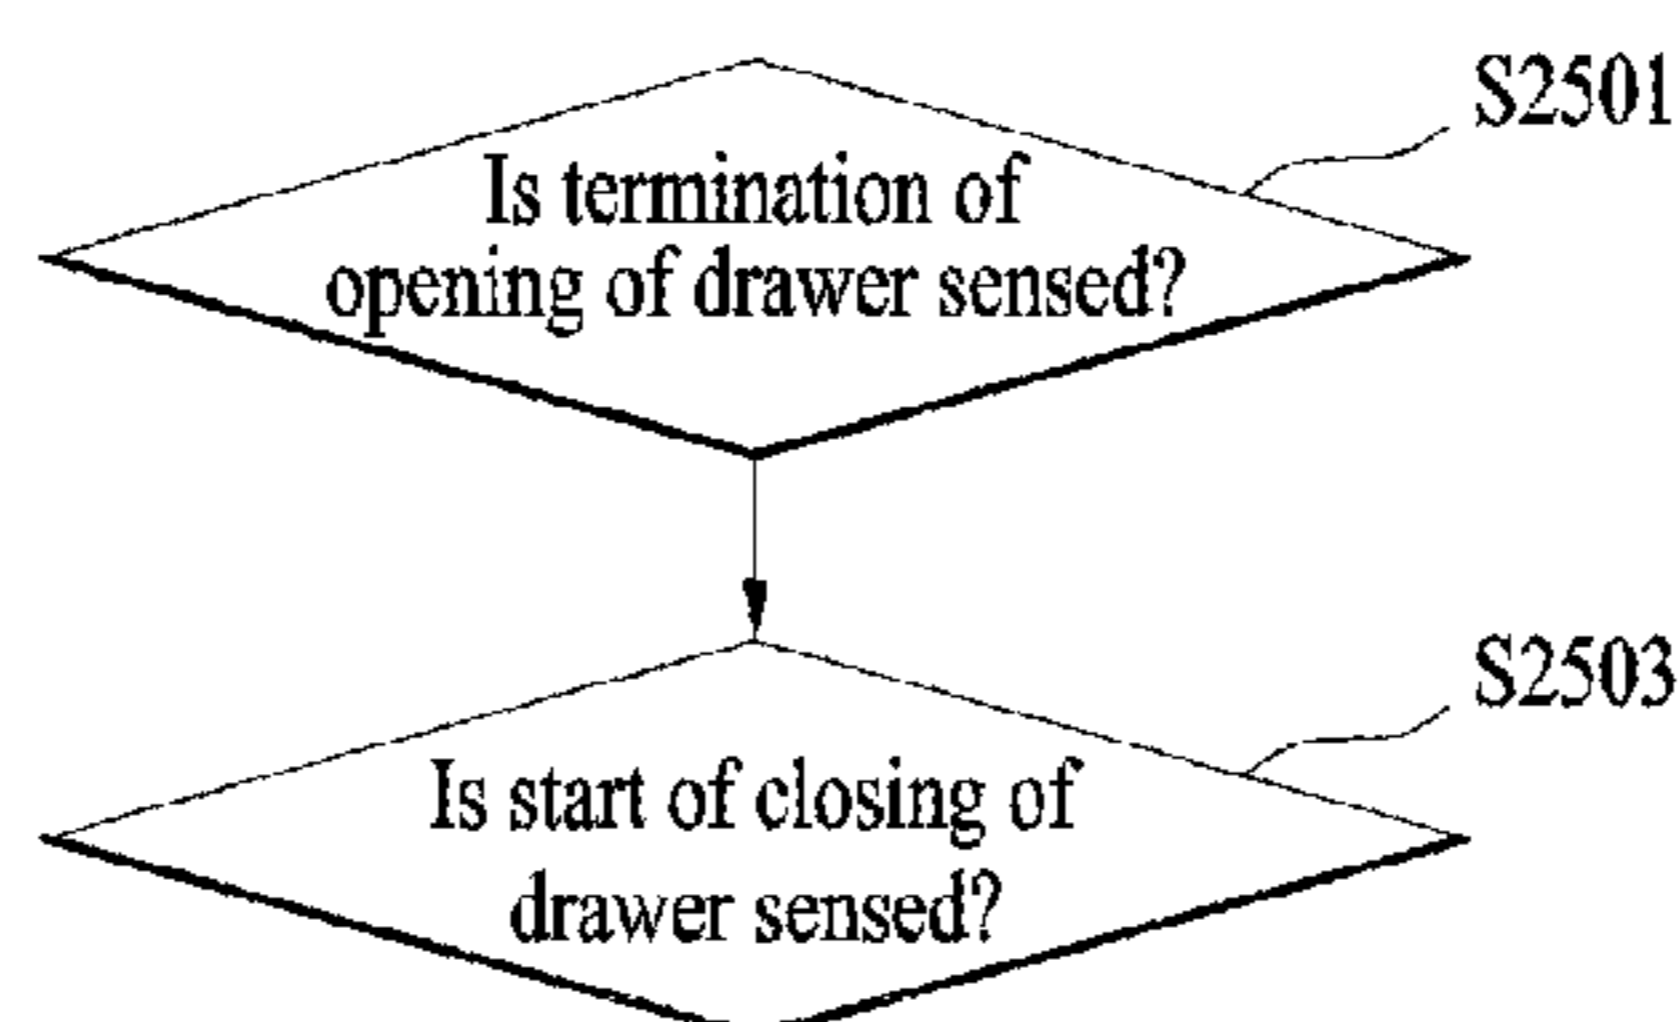 S2501
Is termination of
opening of drawer sensed?
S2503
Is start of closing of
drawer sensed?